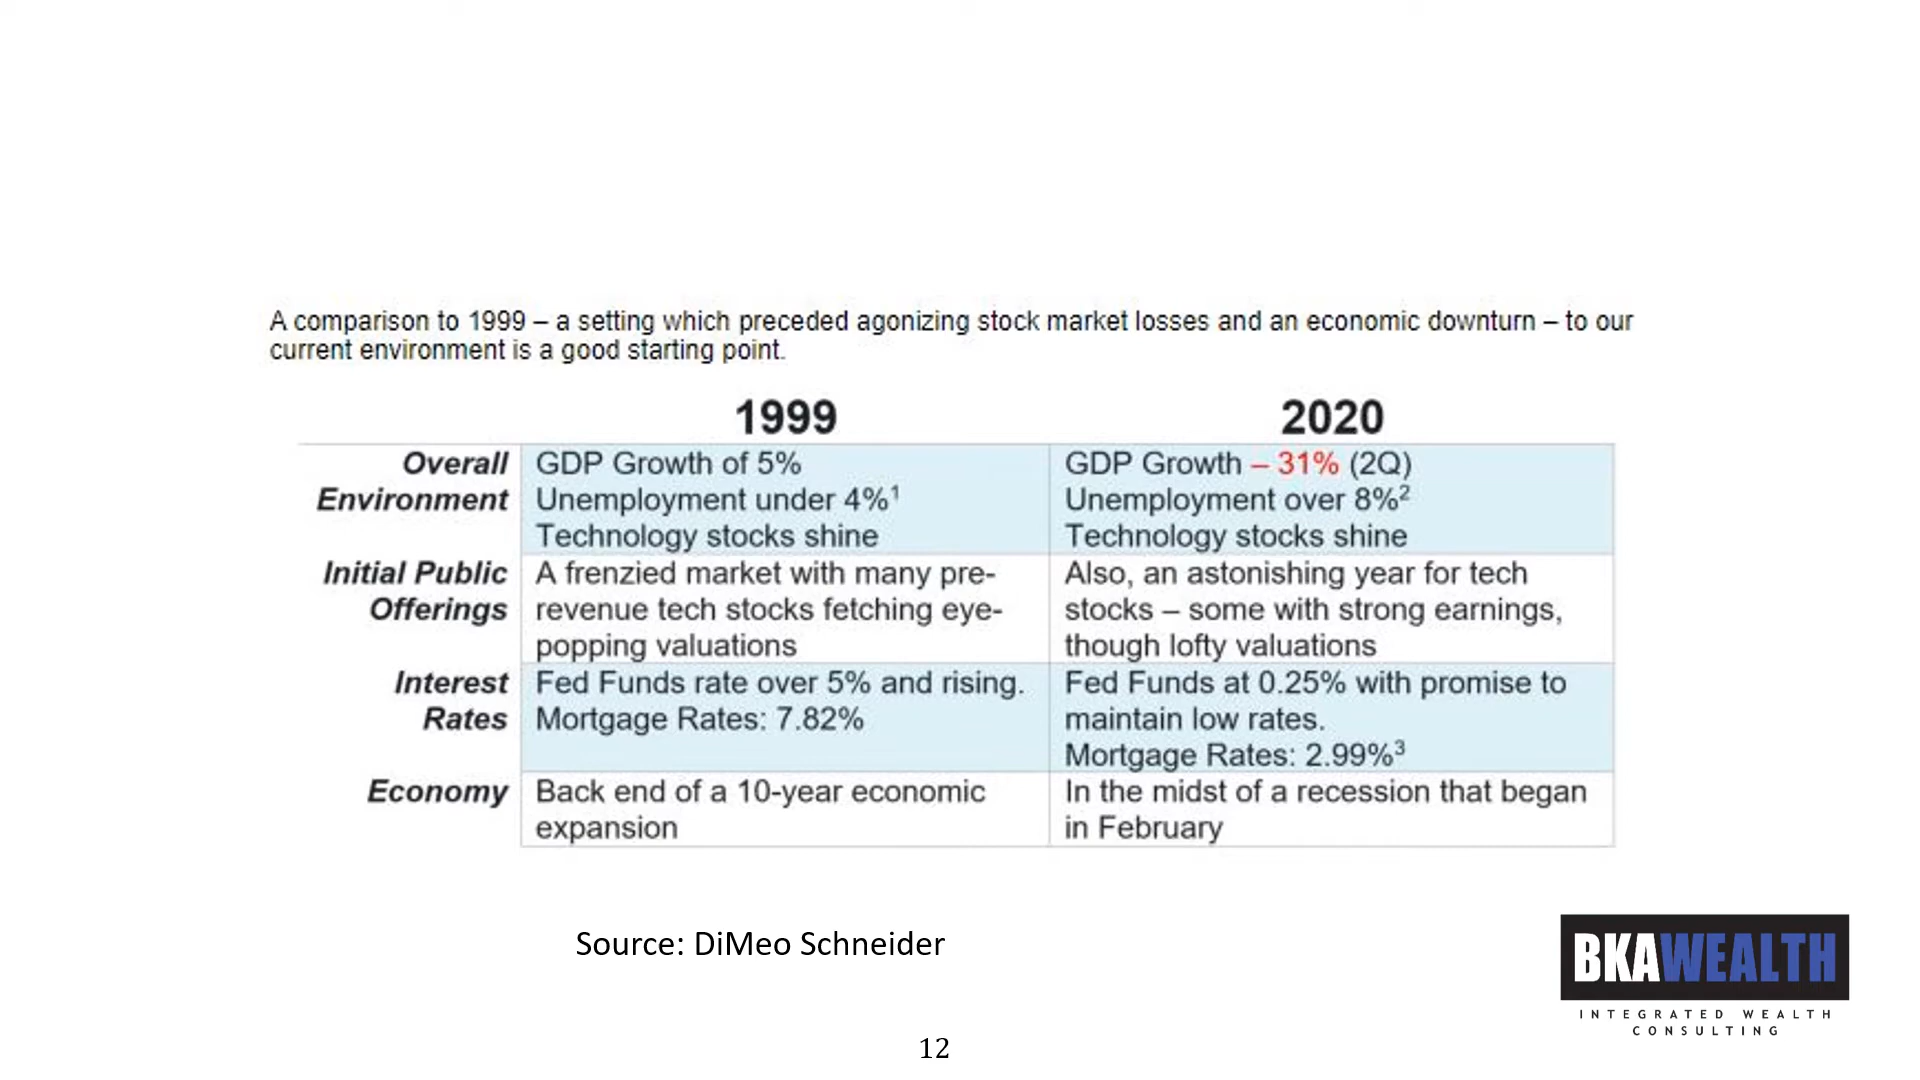 A comparison to 1999 – a setting which preceded agonizing stock market losses and an economic downturn – to our
current environment is a good starting point.
1999
2020
Overall
Environment
GDP Growth of 5%
Unemployment under 4%¹
Technology stocks shine
GDP Growth – 31% (2Q)
Unemployment over 8%²
Technology stocks shine
Initial Public
Offerings
A frenzied market with many pre-
revenue tech stocks fetching eye-
popping valuations
Also, an astonishing year for tech
stocks – some with strong earnings,
though lofty valuations
Interest
Rates
Fed Funds rate over 5% and rising.
Mortgage Rates: 7.82%
Fed Funds at 0.25% with promise to
maintain low rates.
Mortgage Rates: 2.99%³
Economy
Back end of a 10-year economic
expansion
In the midst of a recession that began
in February
Source: DiMeo Schneider
BKAWEALTH
INTEGRATED WEALTH
CONSULTING
12